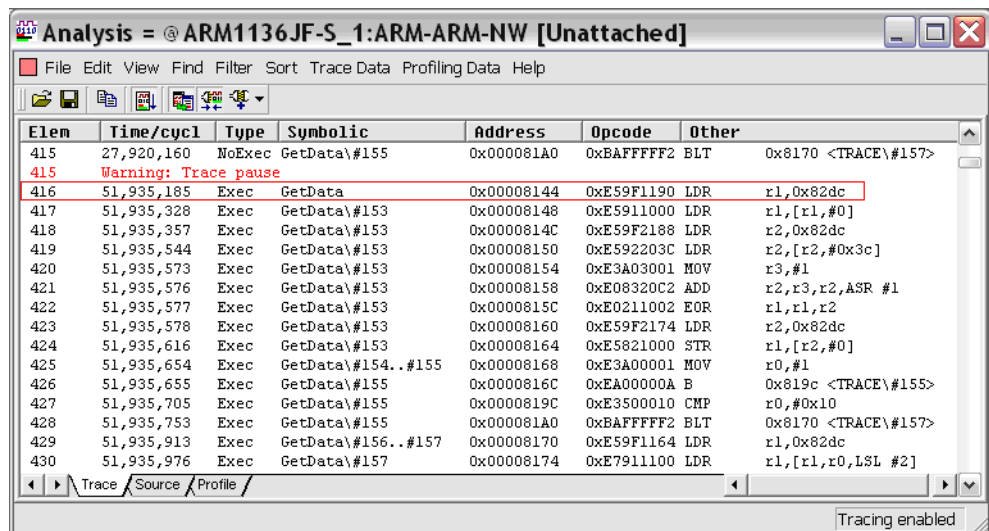 Analysis = @ARM1136JF-S_1:ARM-ARM-NW [Unattached]
File Edit View Find Filter Sort Trace Data Profiling Data Help
Elem Time/cycl Type Symbolic Address Opcode Other
415 27,920,160 NoExec GetData\#155 0x000081A0 0xBAFFFFF2 BLT 0x8170 <TRACE\#157>
415 Warning: Trace pause
416 51,935,185 Exec GetData 0x00008144 0xE59F1190 LDR r1,0x82dc
417 51,935,328 Exec GetData\#153 0x00008148 0xE5911000 LDR r1,[r1,#0]
418 51,935,357 Exec GetData\#153 0x0000814C 0xE59F2188 LDR r2,0x82dc
419 51,935,544 Exec GetData\#153 0x00008150 0xE592203C LDR r2,[r2,#0x3c]
420 51,935,573 Exec GetData\#153 0x00008154 0xE3A03001 MOV r3,#1
421 51,935,576 Exec GetData\#153 0x00008158 0xE08320C2 ADD r2,r3,r2,ASR #1
422 51,935,577 Exec GetData\#153 0x0000815C 0xE0211002 EOR r1,r1,r2
423 51,935,578 Exec GetData\#153 0x00008160 0xE59F2174 LDR r2,0x82dc
424 51,935,616 Exec GetData\#153 0x00008164 0xE5821000 STR r1,[r2,#0]
425 51,935,654 Exec GetData\#154..#155 0x00008168 0xE3A00001 MOV r0,#1
426 51,935,655 Exec GetData\#155 0x0000816C 0xEA00000A B 0x819c <TRACE\#155>
427 51,935,705 Exec GetData\#155 0x0000819C 0xE3500010 CMP r0,#0x10
428 51,935,753 Exec GetData\#155 0x000081A0 0xBAFFFFF2 BLT 0x8170 <TRACE\#157>
429 51,935,913 Exec GetData\#156..#157 0x00008170 0xE59F1164 LDR r1,0x82dc
430 51,935,976 Exec GetData\#157 0x00008174 0xE7911100 LDR r1,[r1,r0,LSL #2]
Trace Source Profile
Tracing enabled